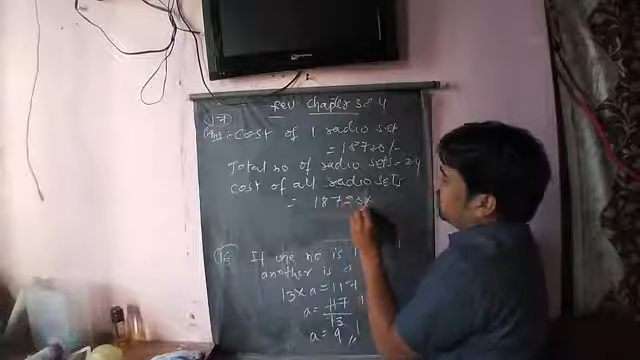 Rev Chapter 3 & 4
17
Ans:- Cost of 1 radio set
= 18720/-
Total no of radio sets = 24
Cost of all radio sets
= 1872
16 If one no is 1
another is a
13 x a = 117
a = 117
13
a = 9 ,,